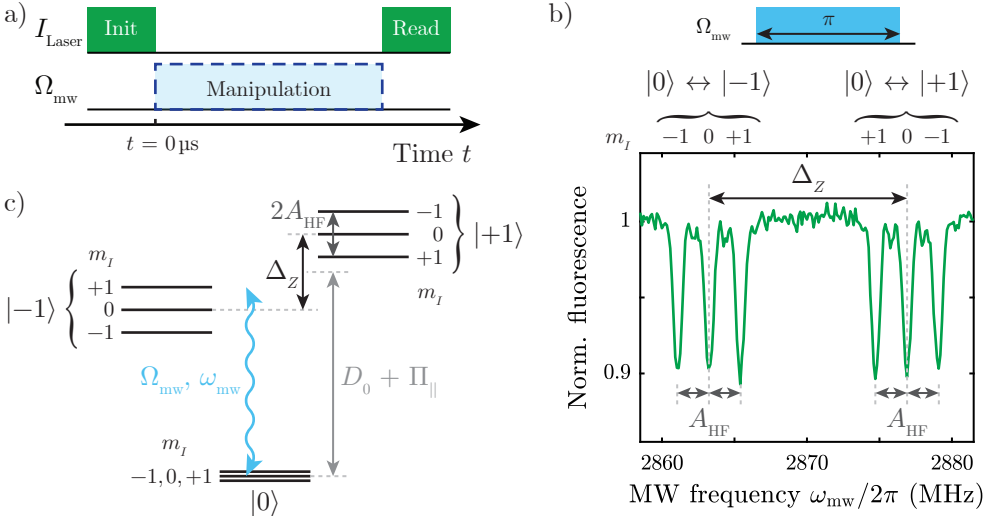 a)
I_Laser
Init
Read
Ω_mw
Manipulation
t = 0 µs
Time t
b)
Ω_mw
π
|0⟩ ↔ |−1⟩
|0⟩ ↔ |+1⟩
m_I
−1 0 +1
+1 0 −1
Δ_Z
1
0.9
Norm. fluorescence
A_HF
A_HF
2860
2870
2880
MW frequency ω_mw/2π (MHz)
c)
2A_HF
−1
0
+1
|+1⟩
m_I
m_I
|−1⟩
+1
0
−1
Δ_Z
Ω_mw, ω_mw
D_0 + Π_∥
m_I
−1, 0, +1
|0⟩